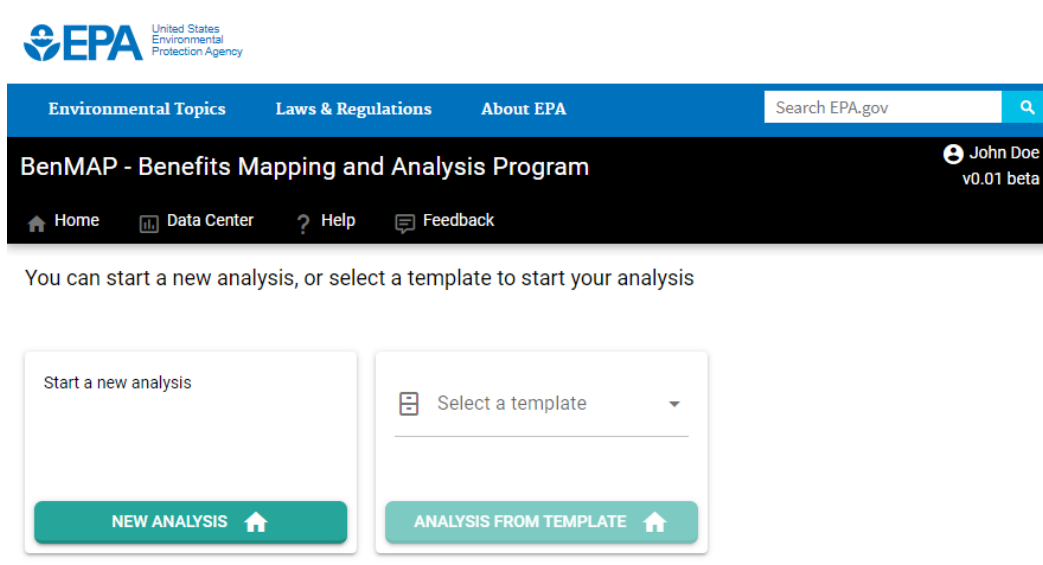 EPA
United States
Environmental
Protection Agency
Environmental Topics Laws & Regulations About EPA Search EPA.gov
BenMAP - Benefits Mapping and Analysis Program John Doe
v0.01 beta
Home Data Center ? Help Feedback
You can start a new analysis, or select a template to start your analysis
Start a new analysis
Select a template
NEW ANALYSIS ANALYSIS FROM TEMPLATE